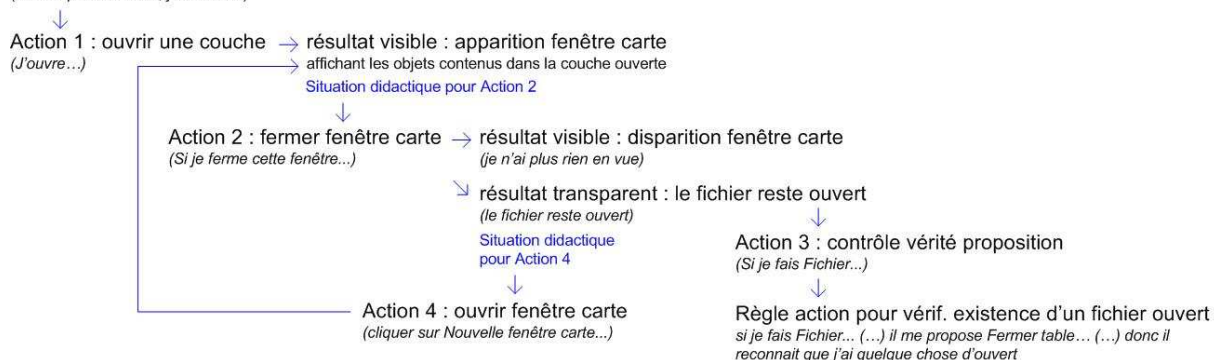 Action 1 : ouvrir une couche
(J'ouvre…)
résultat visible : apparition fenêtre carte
affichant les objets contenus dans la couche ouverte
Situation didactique pour Action 2
Action 2 : fermer fenêtre carte
(Si je ferme cette fenêtre...)
résultat visible : disparition fenêtre carte
(je n'ai plus rien en vue)
résultat transparent : le fichier reste ouvert
(le fichier reste ouvert)
Situation didactique
pour Action 4
Action 3 : contrôle vérité proposition
(Si je fais Fichier...)
Action 4 : ouvrir fenêtre carte
(cliquer sur Nouvelle fenêtre carte...)
Règle action pour vérif. existence d'un fichier ouvert
si je fais Fichier... (…) il me propose Fermer table… (…) donc il
reconnait que j'ai quelque chose d'ouvert